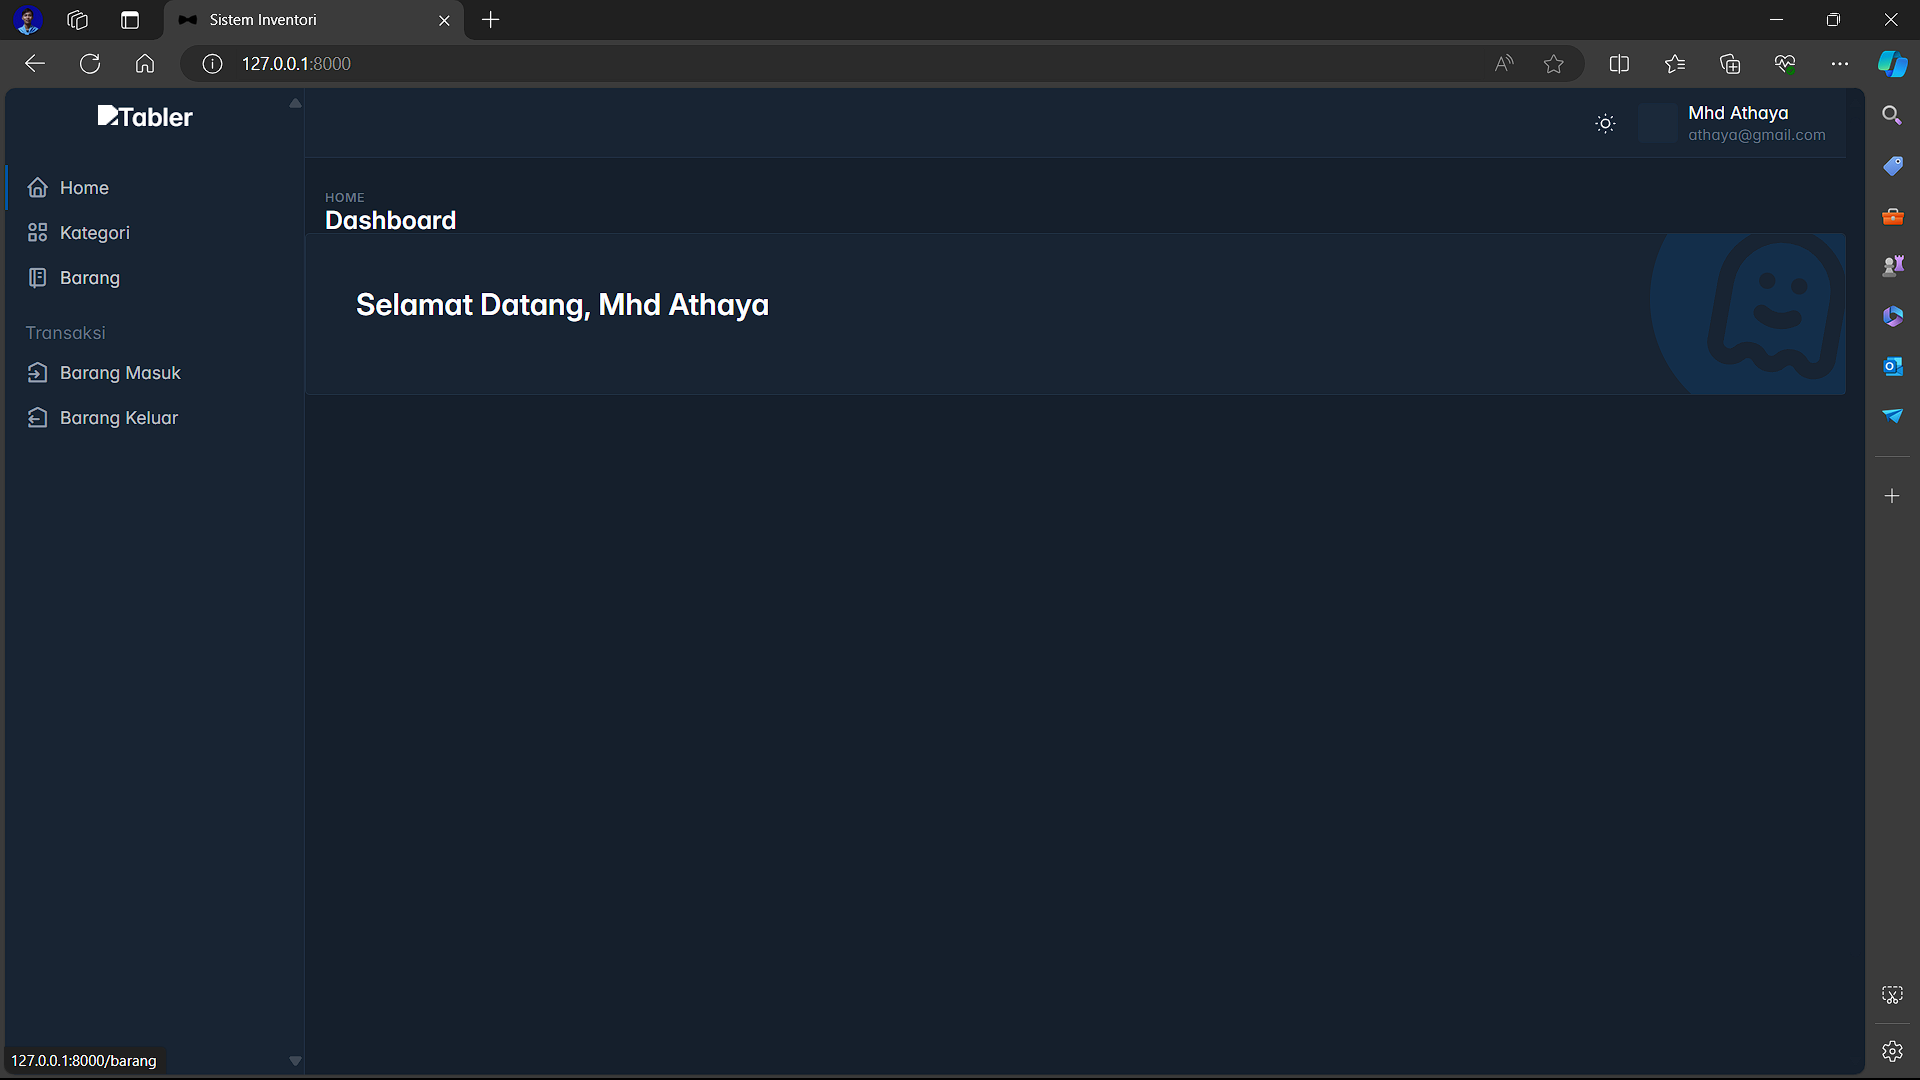 Sistem Inventori
127.0.0.1:8000
Tabler
Mhd Athaya
athaya@gmail.com
Home
Kategori
Barang
Transaksi
Barang Masuk
Barang Keluar
HOME
Dashboard
Selamat Datang, Mhd Athaya
127.0.0.1:8000/barang